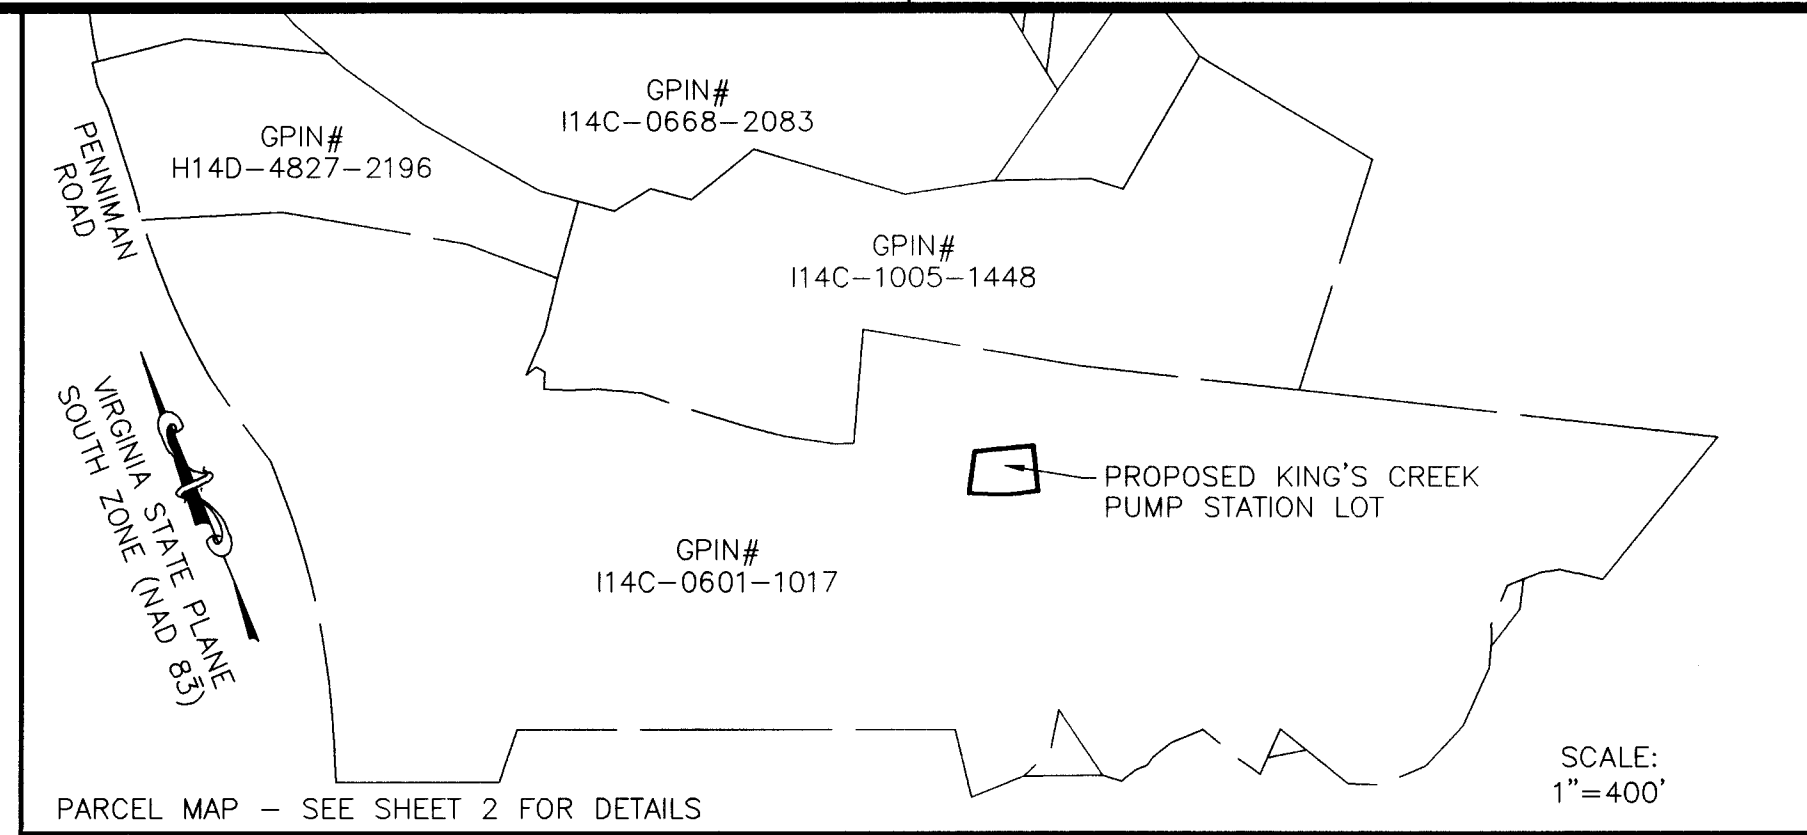 GPIN#
I14C-0668-2083
GPIN#
H14D-4827-2196
PENNIMAN
ROAD
GPIN#
I14C-1005-1448
VIRGINIA STATE PLANE
SOUTH ZONE (NAD 83)
PROPOSED KING'S CREEK
PUMP STATION LOT
GPIN#
I14C-0601-1017
SCALE:
1"=400'
PARCEL MAP - SEE SHEET 2 FOR DETAILS